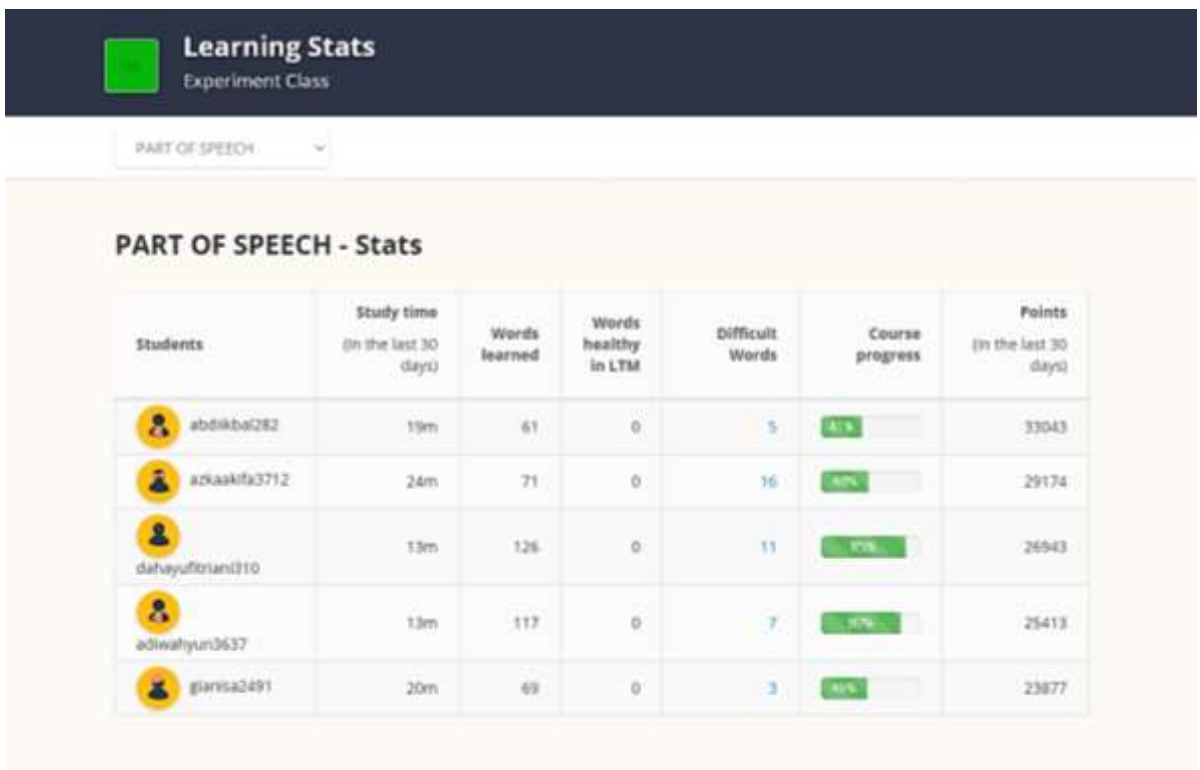 Learning Stats
Experiment Class
PART OF SPEECH
PART OF SPEECH - Stats
Students
Study time
(in the last 30
days)
Words
learned
Words
healthy
in LTM
Difficult
Words
Course
progress
Points
(in the last 30
days)
abdiikbal282 19m 61 0 5 33043
azkaakifa3712 24m 71 0 16 29174
13m 126 0 11 26943
dahayufitriani310
13m 117 0 7 25413
adiwahyun3637
gianisa2491 20m 69 0 3 23877